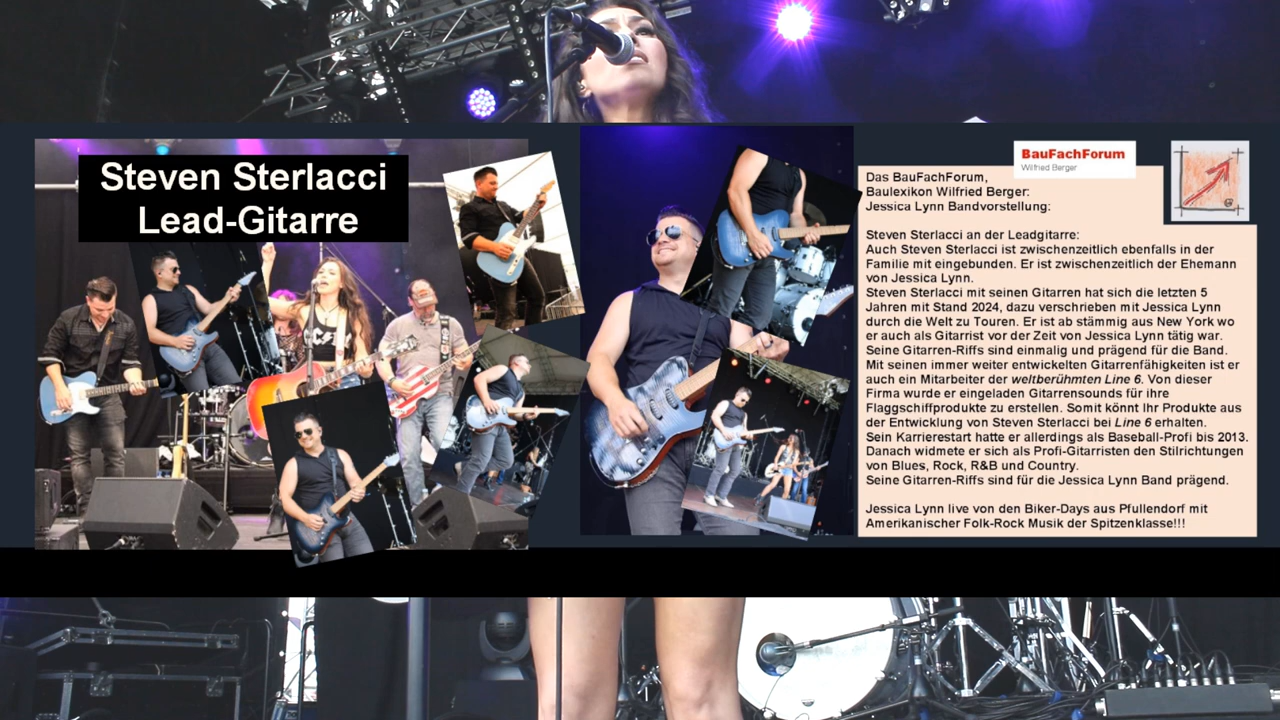 Steven Sterlacci
Lead-Gitarre
BauFachForum
Wilfried Berger
Das BauFachForum,
Baulexikon Wilfried Berger:
Jessica Lynn Bandvorstellung:
Steven Sterlacci an der Leadgitarre:
Auch Steven Sterlacci ist zwischenzeitlich ebenfalls in der
Familie mit eingebunden. Er ist zwischenzeitlich der Ehemann
von Jessica Lynn.
Steven Sterlacci mit seinen Gitarren hat sich die letzten 5
Jahren mit Stand 2024, dazu verschrieben mit Jessica Lynn
durch die Welt zu Touren. Er ist ab stämmig aus New York wo
er auch als Gitarrist vor der Zeit von Jessica Lynn tätig war.
Seine Gitarren-Riffs sind einmalig und prägend für die Band.
Mit seinen immer weiter entwickelten Gitarrenfähigkeiten ist er
auch ein Mitarbeiter der weltberühmten Line 6. Von dieser
Firma wurde er eingeladen Gitarrensounds für ihre
Flaggschiffprodukte zu erstellen. Somit könnt Ihr Produkte aus
der Entwicklung von Steven Sterlacci bei Line 6 erhalten.
Sein Karrierestart hatte er allerdings als Baseball-Profi bis 2013.
Danach widmete er sich als Profi-Gitarristen den Stilrichtungen
von Blues, Rock, R&B und Country.
Seine Gitarren-Riffs sind für die Jessica Lynn Band prägend.
Jessica Lynn live von den Biker-Days aus Pfullendorf mit
Amerikanischer Folk-Rock Musik der Spitzenklasse!!!